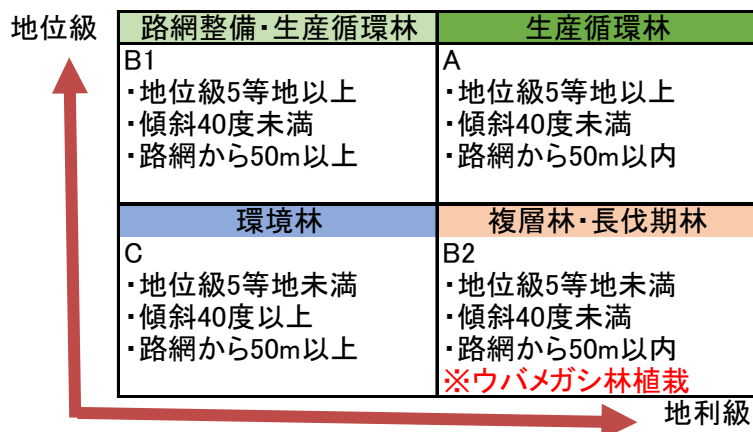 地位級
路網整備・生産循環林
生産循環林
B1
・地位級5等地以上
・傾斜40度未満
・路網から50m以上
A
・地位級5等地以上
・傾斜40度未満
・路網から50m以内
環境林
複層林・長伐期林
C
・地位級5等地未満
・傾斜40度以上
・路網から50m以上
B2
・地位級5等地未満
・傾斜40度未満
・路網から50m以内
※ウバメガシ林植栽
地利級